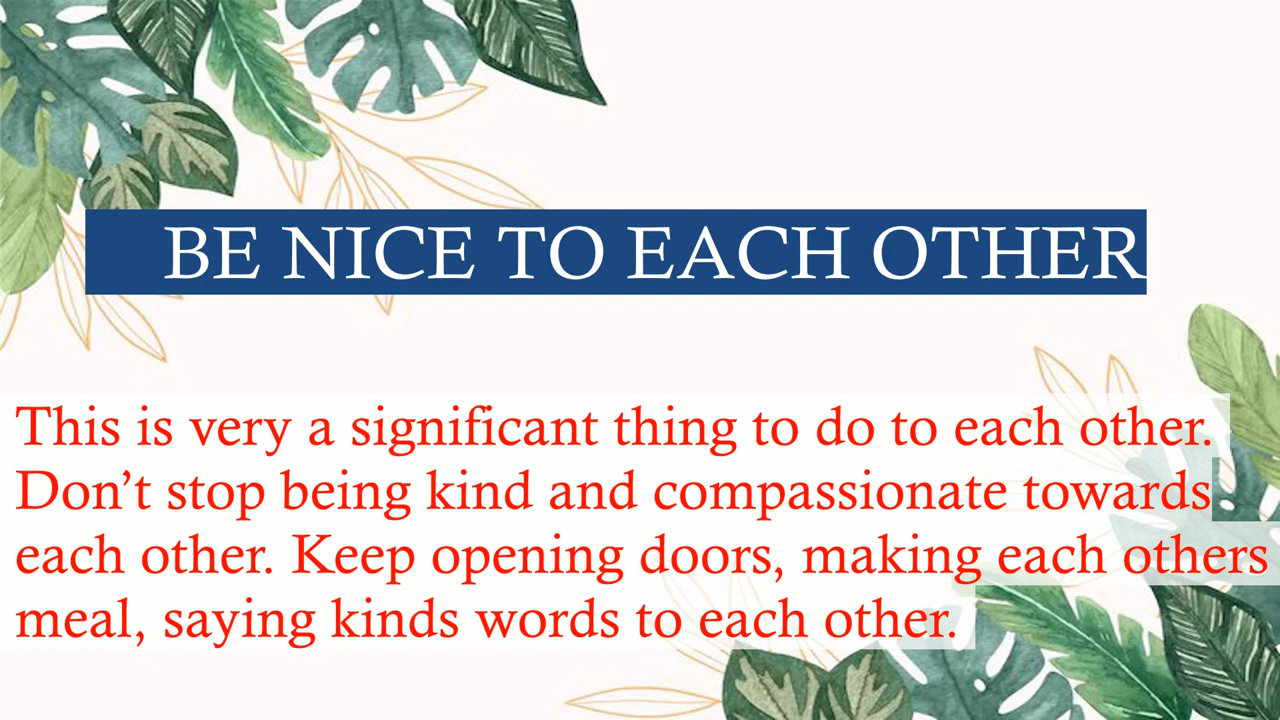 BE NICE TO EACH OTHER
This is very a significant thing to do to each other.
Don’t stop being kind and compassionate towards
each other. Keep opening doors, making each others
meal, saying kinds words to each other.